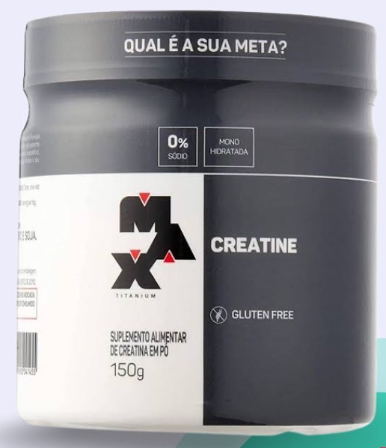 QUAL É A SUA META?
0%
SÓDIO
MONO
HIDRATADA
MAX
TITANIUM
CREATINE
GLUTEN FREE
SUPLEMENTO ALIMENTAR
DE CREATINA EM PÓ
150g